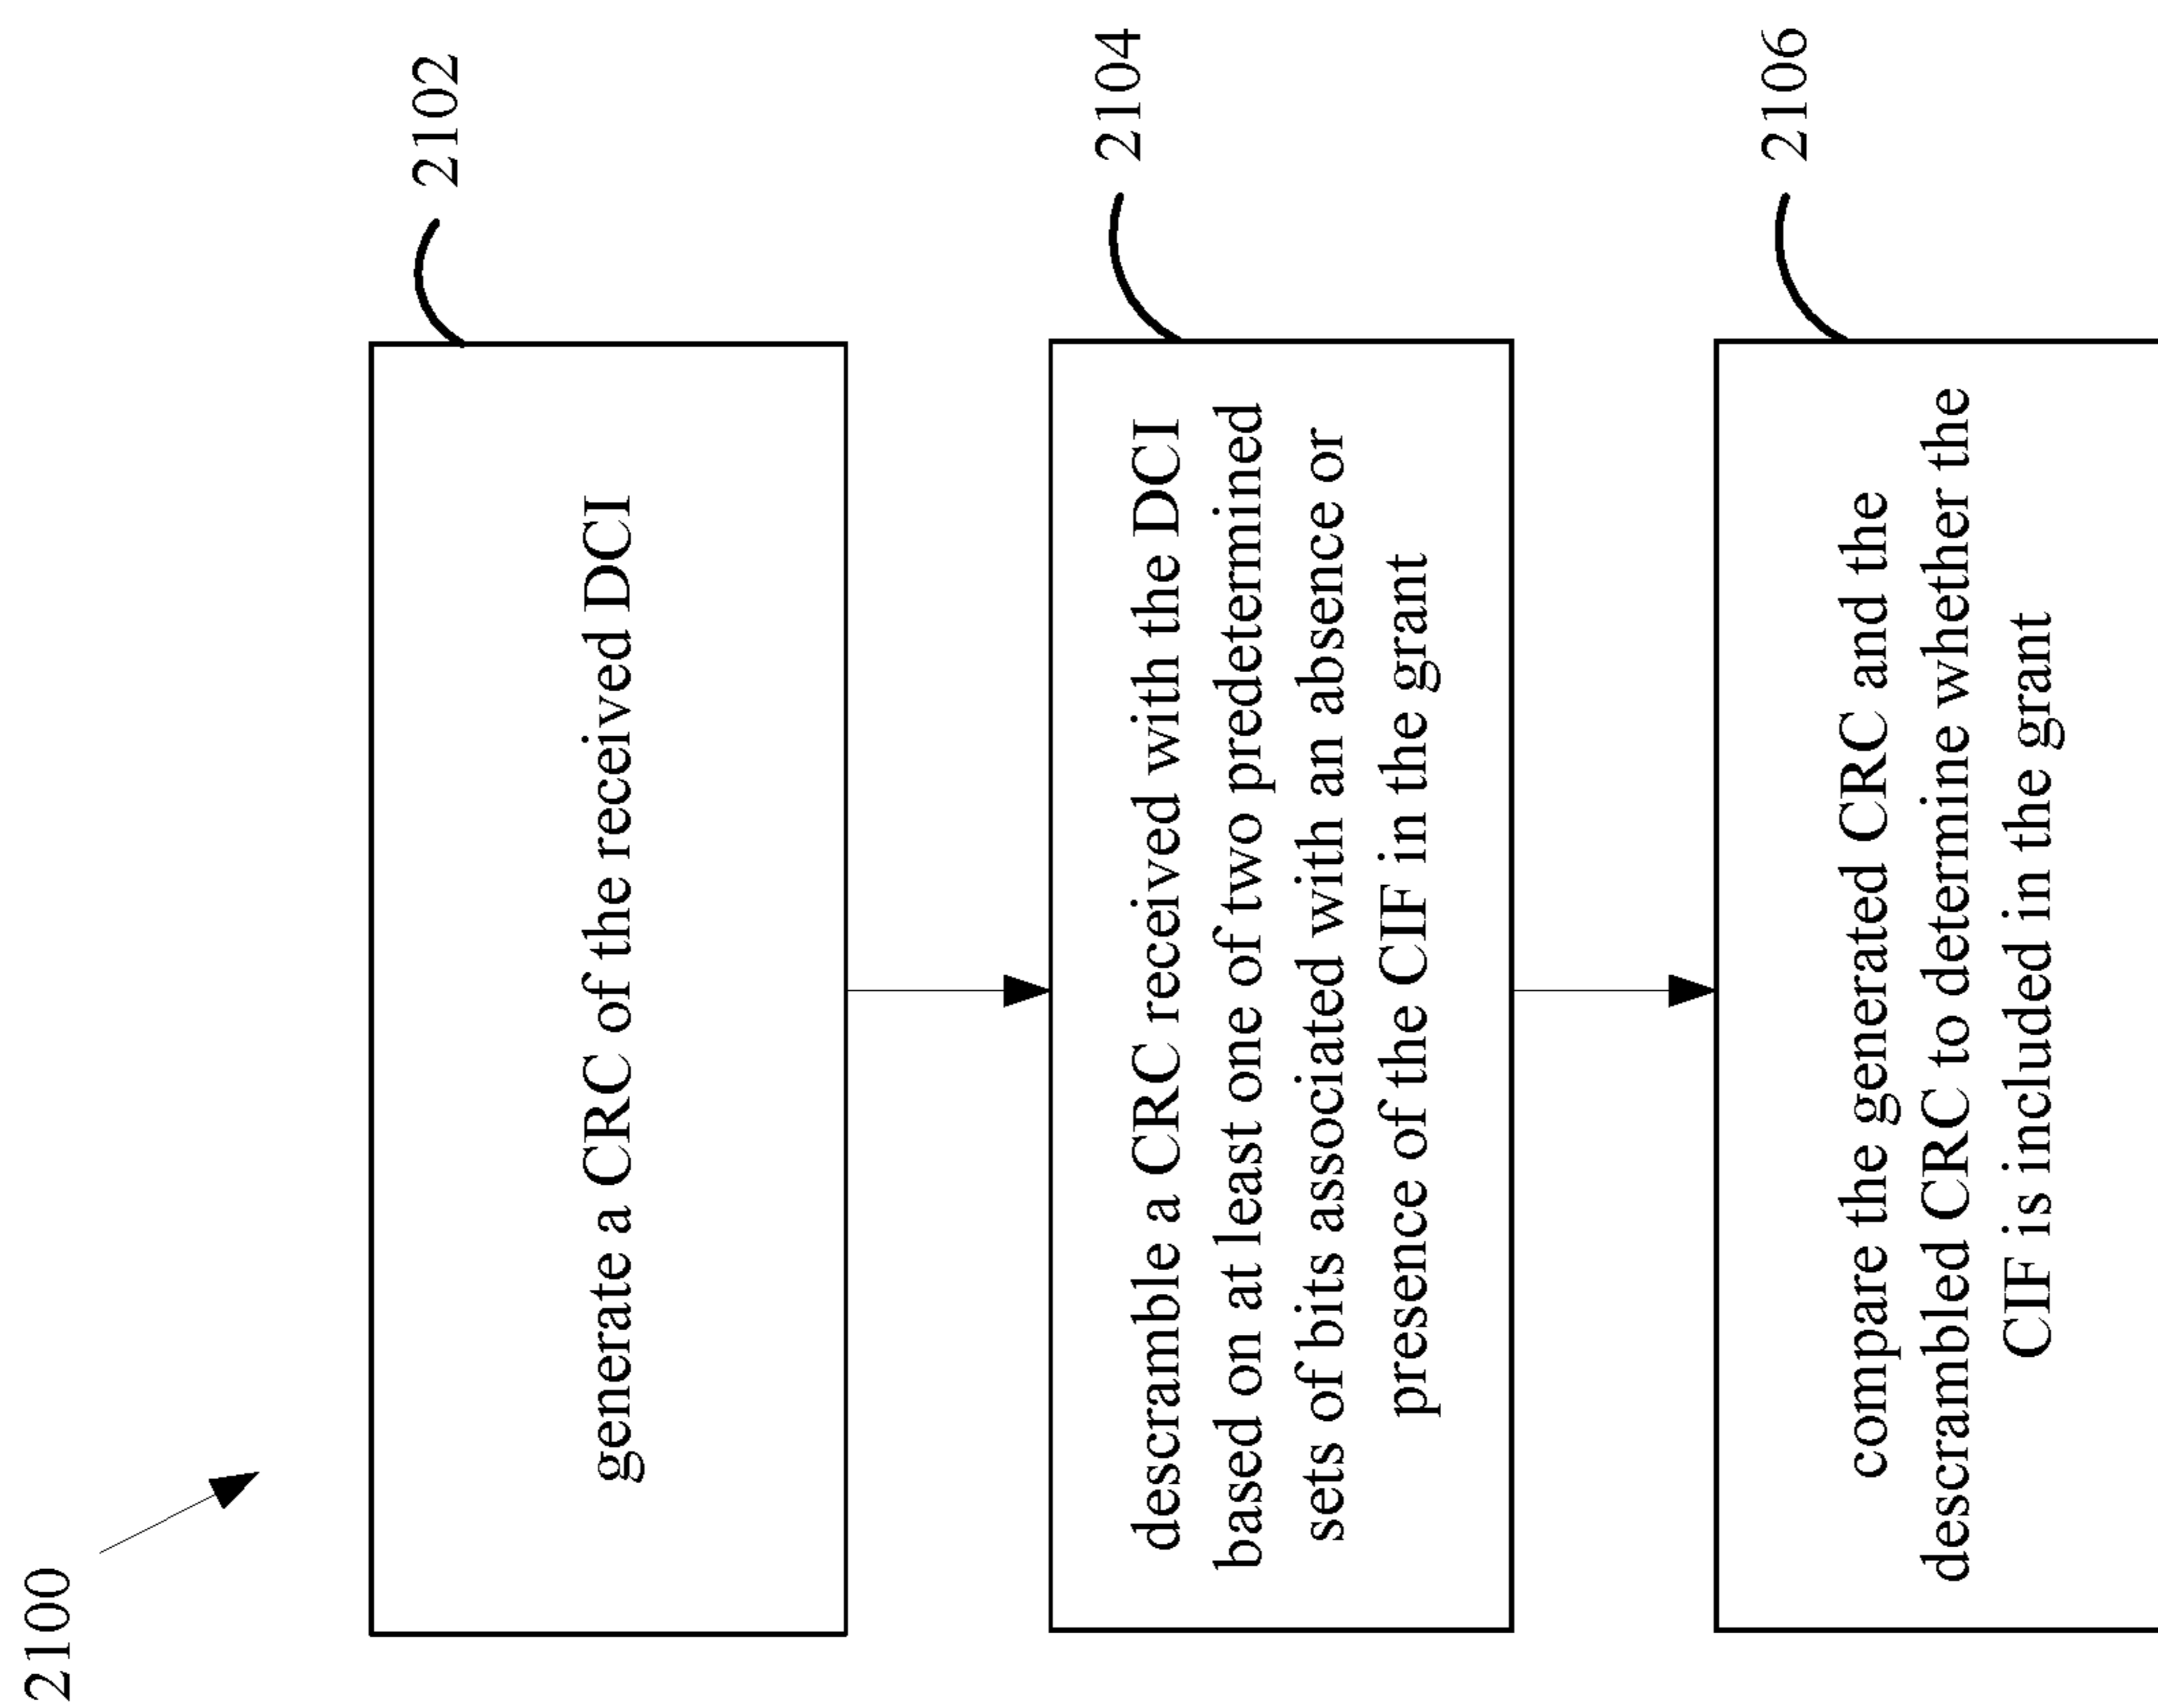 2100
2102
generate a CRC of the received DCI
2104
descramble a CRC received with the DCI
based on at least one of two predetermined
sets of bits associated with an absence or
presence of the CIF in the grant
2106
compare the generated CRC and the
descrambled CRC to determine whether the
CIF is included in the grant